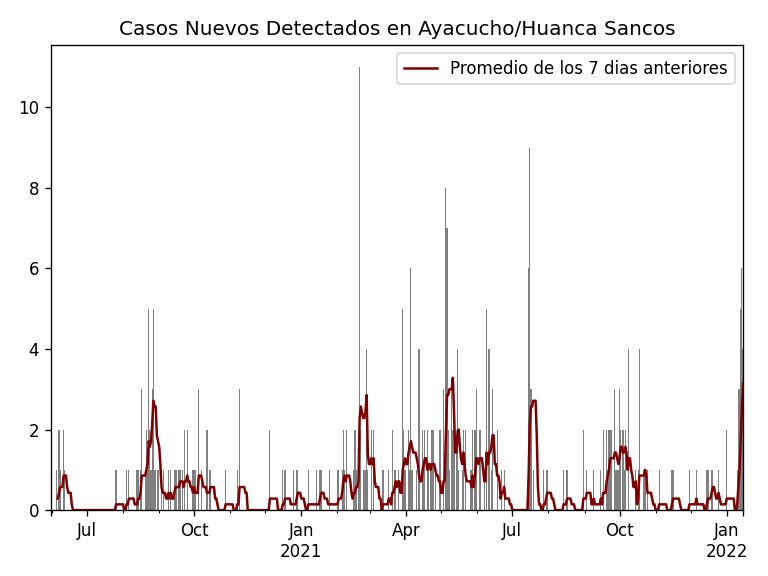 Casos Nuevos Detectados en Ayacucho/Huanca Sancos
Promedio de los 7 dias anteriores
10
8
6
4
2
0
Jul Oct Jan Apr Jul Oct Jan
2021 2022